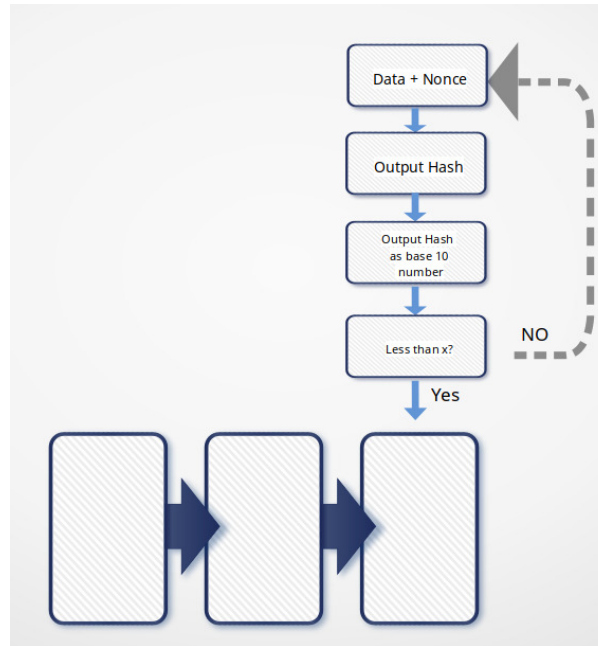 Data + Nonce
Output Hash
Output Hash
as base 10
number
Less than x?
NO
Yes